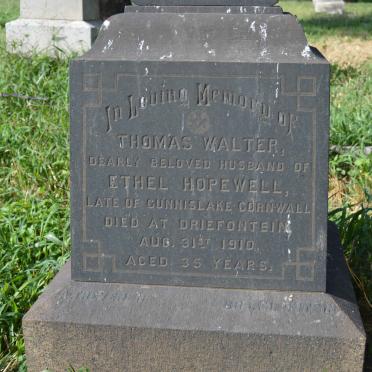 In Loving Memory of
THOMAS WALTER,
DEARLY BELOVED HUSBAND OF
ETHEL HOPEWELL,
LATE OF GUNNISLAKE CORNWALL
DIED AT DRIEFONTEIN
AUG. 31ST 1910,
AGED 35 YEARS.